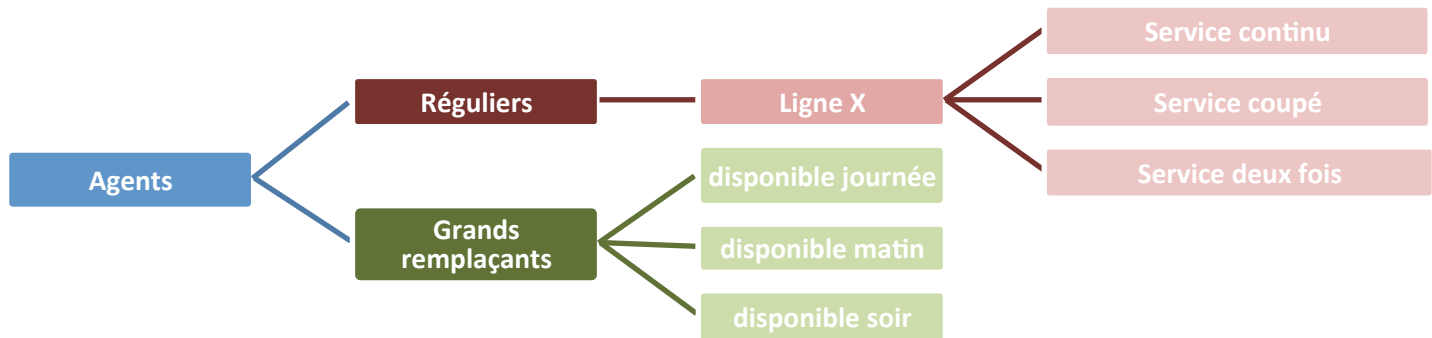 Agents
Réguliers
Ligne X
Service continu
Service coupé
Service deux fois
Grands
remplaçants
disponible journée
disponible matin
disponible soir